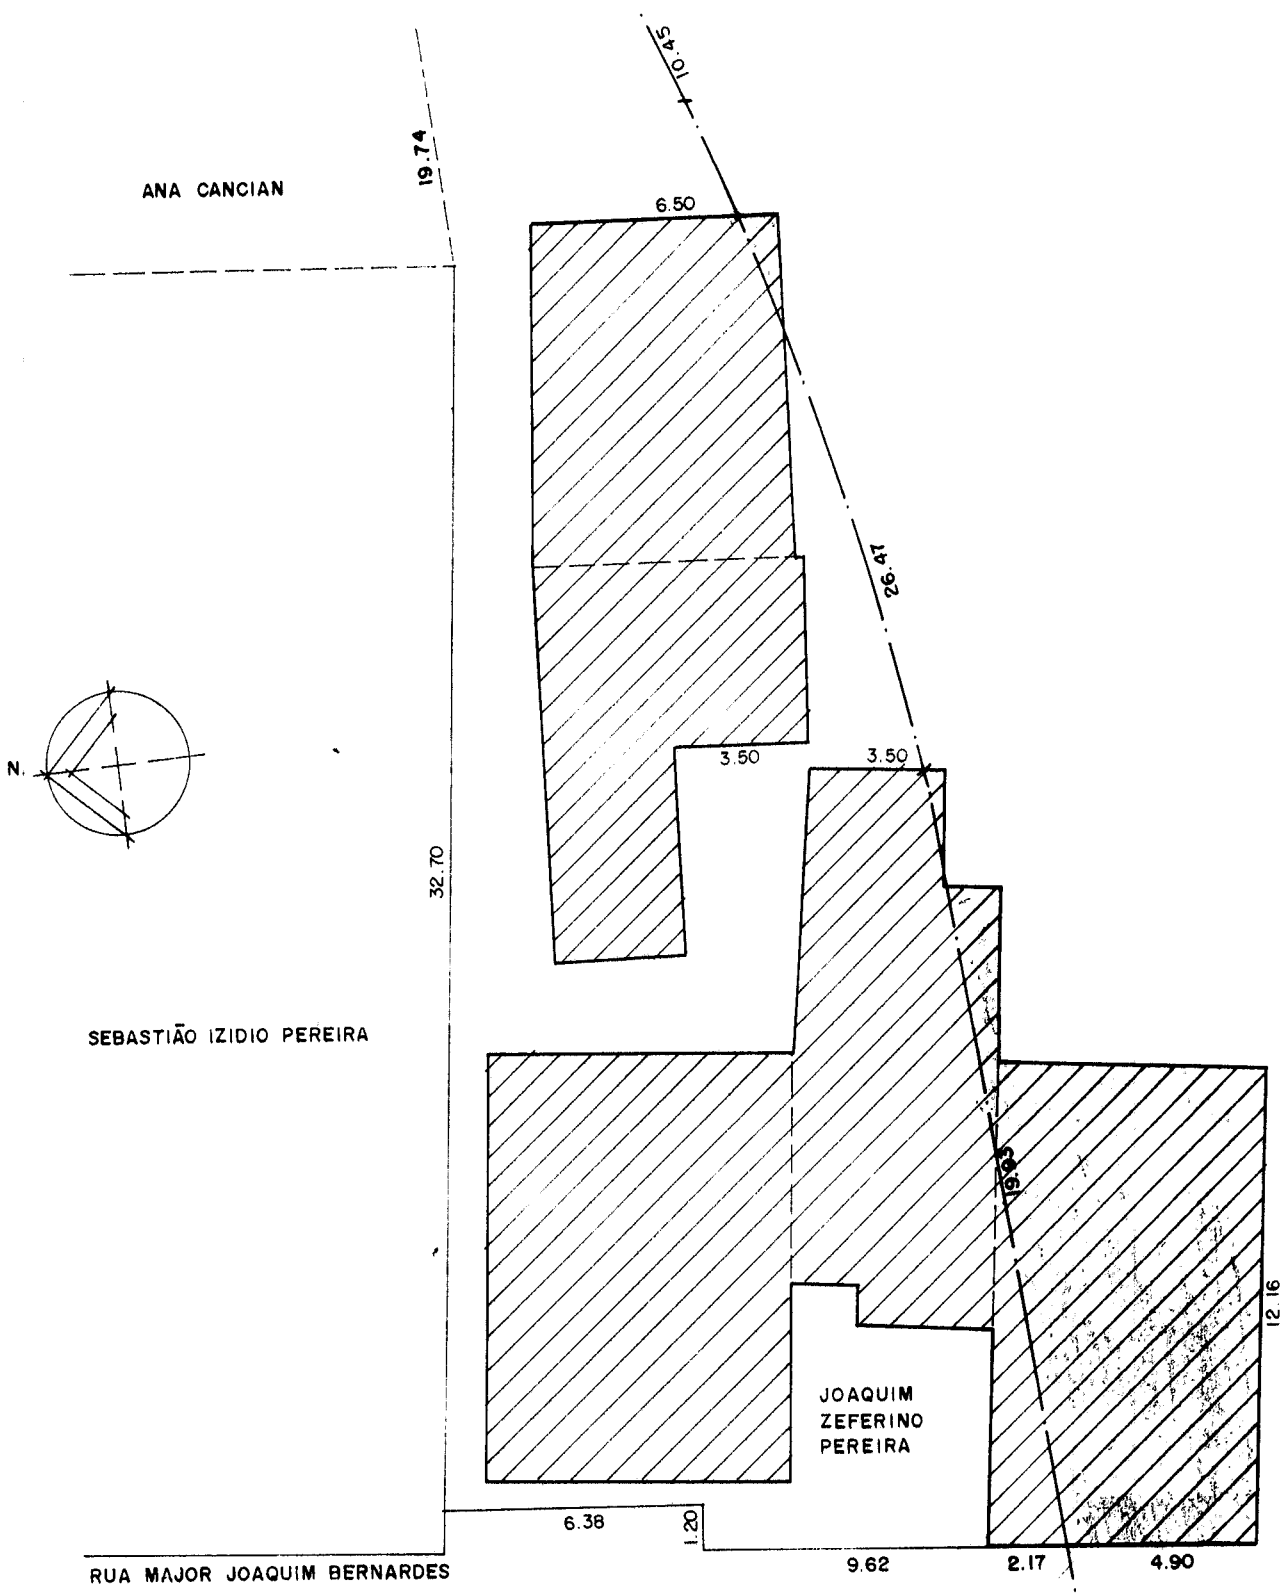 10.45
19.74
ANA CANCIAN
6.50
26.47
3.50
3.50
N.
32.70
SEBASTIÃO IZIDIO PEREIRA
19.93
12.16
JOAQUIM
ZEFERINO
PEREIRA
6.38
1.20
9.62
2.17
4.90
RUA MAJOR JOAQUIM BERNARDES